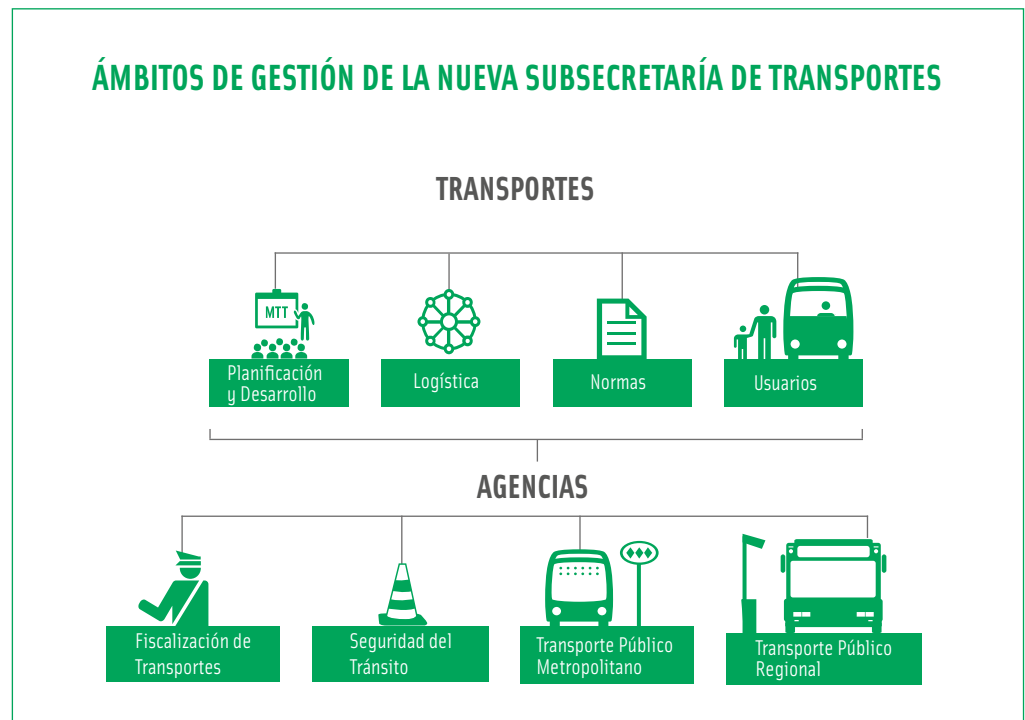 ÁMBITOS DE GESTIÓN DE LA NUEVA SUBSECRETARÍA DE TRANSPORTES
TRANSPORTES
MTT
Planificación
y Desarrollo
Logística
Normas
Usuarios
AGENCIAS
Fiscalización de
Transportes
Seguridad del
Tránsito
Transporte Público
Metropolitano
Transporte Público
Regional